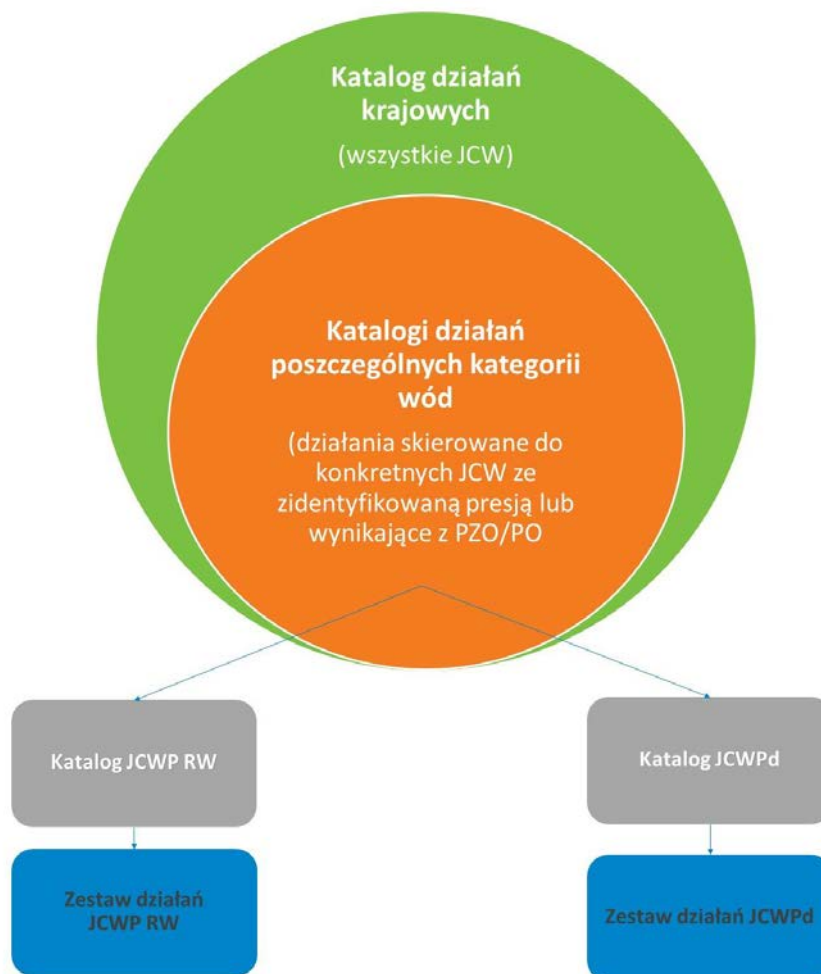 Katalog działań
krajowych
(wszystkie JCW)
Katalogi działań
poszczególnych kategorii
wód
(działania skierowane do
konkretnych JCW ze
zidentyfikowaną presją lub
wynikające z PZO/PO
Katalog JCWP RW
Katalog JCWPd
Zestaw działań
JCWP RW
Zestaw działań JCWPd